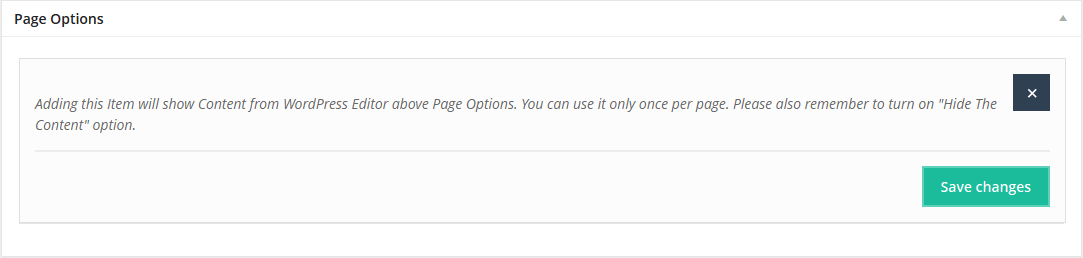 Page Options
Adding this Item will show Content from WordPress Editor above Page Options. You can use it only once per page. Please also remember to turn on "Hide The
Content" option.
Save changes